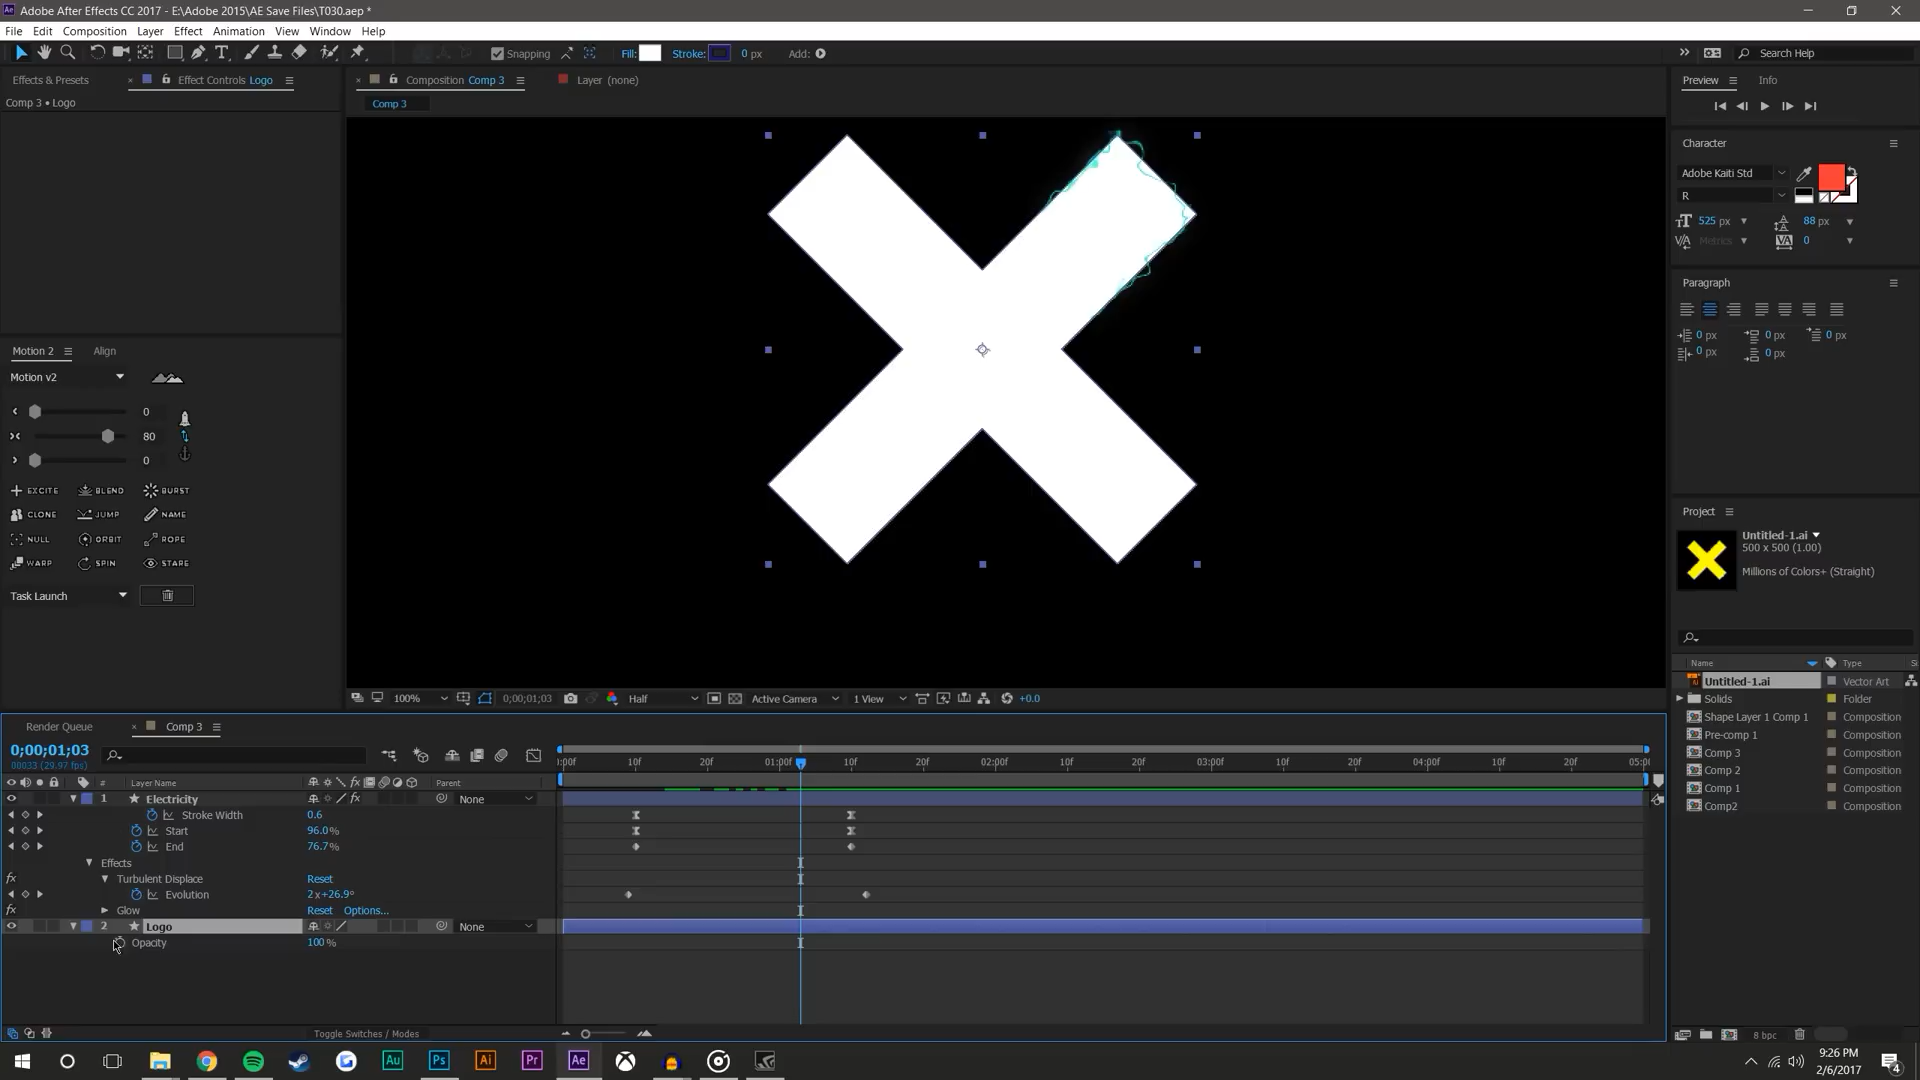 Adobe After Effects CC 2017 - E:\Adobe 2015\AE Save Files\T030.aep *
File Edit Composition Layer Effect Animation View Window Help
Snapping Fill: Stroke: 0 px Add: Search Help
Effects & Presets Effect Controls Logo
Comp 3 • Logo
Composition Comp 3 Layer (none)
Comp 3
Preview Info
Character
Adobe Kaiti Std
R
525 px 88 px
Metrics 0
Paragraph
0 px 0 px 0 px
0 px 0 px
Motion 2 Align
Motion v2
0
80
0
EXCITE BLEND BURST
CLONE JUMP NAME
NULL ORBIT ROPE
WARP SPIN STARE
Task Launch
Project
Untitled-1.ai
500 x 500 (1.00)
Millions of Colors+ (Straight)
Name Type
Untitled-1.ai Vector Art
Solids Folder
Shape Layer 1 Comp 1 Composition
Pre-comp 1 Composition
Comp 3 Composition
Comp 2 Composition
Comp 1 Composition
Comp2 Composition
8 bpc
100% 0;00;01;03 Half Active Camera 1 View +0.0
Render Queue Comp 3
0;00;01;03
00033 (29.97 fps)
# Layer Name Parent
:00f 10f 20f 01:00f 10f 20f 02:00f 10f 20f 03:00f 10f 20f 04:00f 10f 20f 05:0
1 Electricity None
Stroke Width 0.6
Start 96.0%
End 76.7%
Effects
fx Turbulent Displace Reset
Evolution 2x+26.9°
fx Glow Reset Options...
2 Logo None
Opacity 100%
Toggle Switches / Modes
Au Ps Ai Pr Ae
9:26 PM
2/6/2017
4